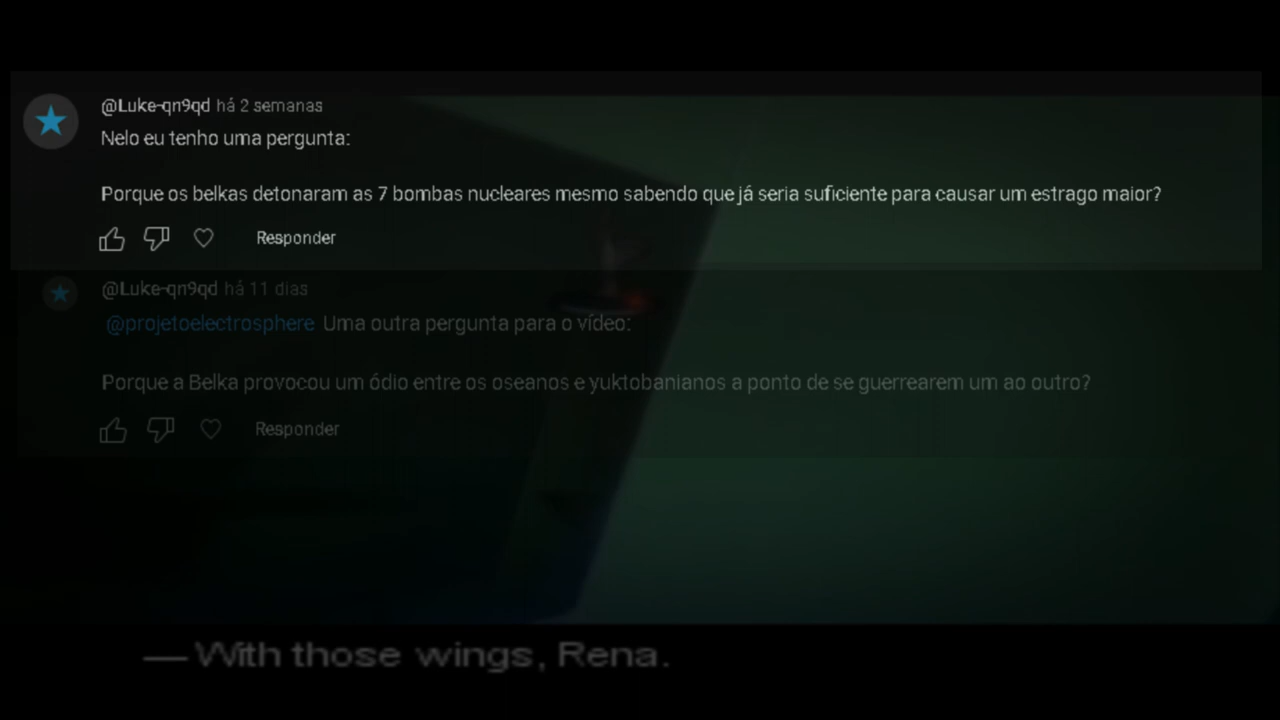 @Luke-qn9qd há 2 semanas
Nelo eu tenho uma pergunta:
Porque os belkas detonaram as 7 bombas nucleares mesmo sabendo que já seria suficiente para causar um estrago maior?
Responder
@Luke-qn9qd há 11 dias
@projetoelectrosphere Uma outra pergunta para o vídeo:
Porque a Belka provocou um ódio entre os oseanos e yuktobanianos a ponto de se guerrearem um ao outro?
Responder
— With those wings, Rena.